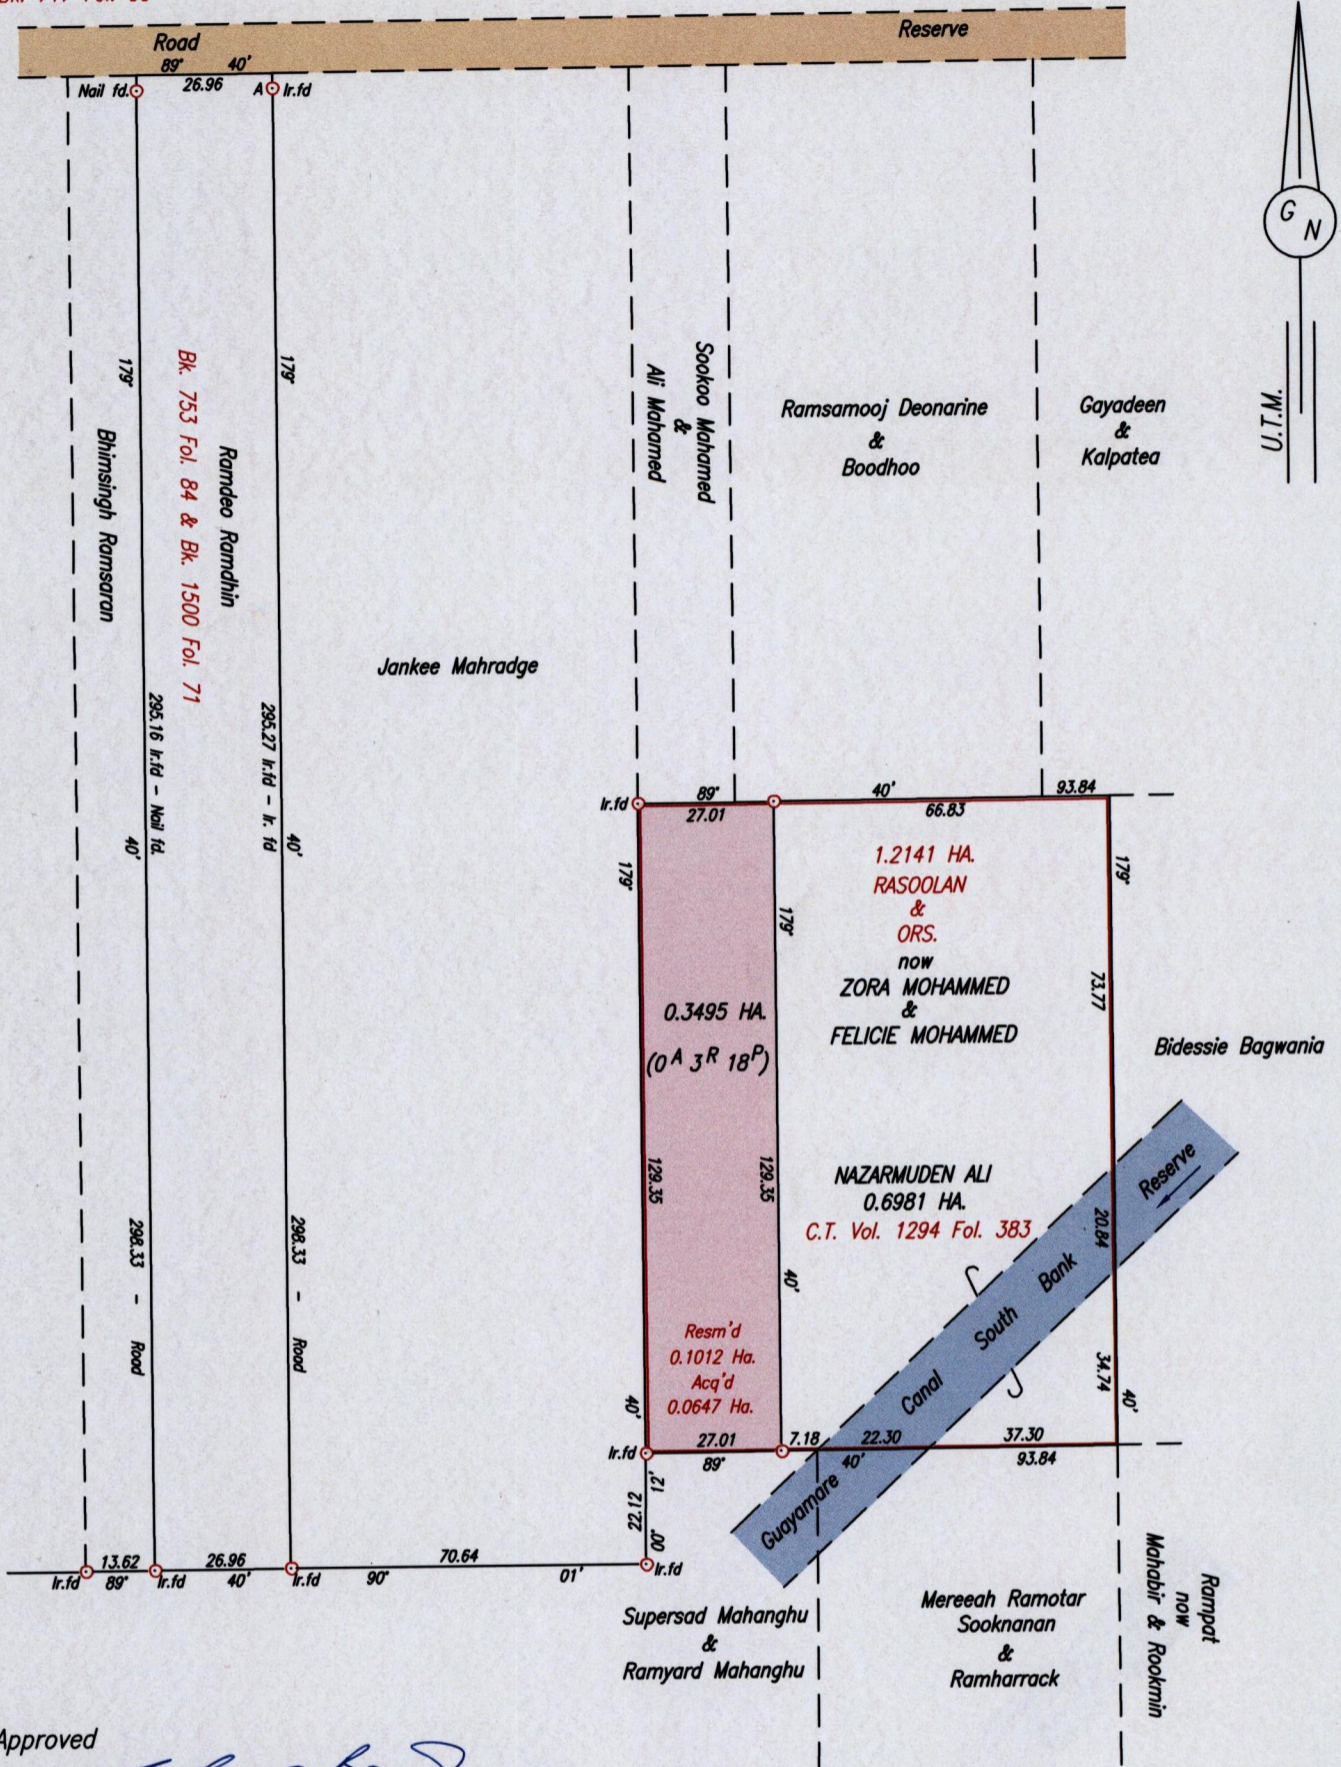 Road
Reserve
89° 40'
26.96
Nail fd.
A
Ir.fd
G N
U.T.M.
179°
179°
Bhimsingh Ramsaran
Bk. 753 Fol. 84 & Bk. 1500 Fol. 71
Ramdeo Ramdhin
295.16 Ir.fd - Nail fd.
295.27 Ir.fd - Ir. fd
40'
40'
298.33 - Road
298.33 - Road
Jankee Mahradge
Sookoo Mahamed
&
Ali Mahamed
Ramsamooj Deonarine
&
Boodhoo
Gayadeen
&
Kalpatea
Ir.fd
89°
27.01
40'
66.83
93.84
179°
179°
179°
1.2141 HA.
RASOOLAN
&
ORS.
now
ZORA MOHAMMED
&
FELICIE MOHAMMED
73.77
Bidessie Bagwania
0.3495 HA.
(0 A 3 R 18 P)
129.35
129.35
NAZARMUDEN ALI
0.6981 HA.
C.T. Vol. 1294 Fol. 383
20.84
Guayamare Canal South Bank Reserve
40'
34.74
40'
Resm'd
0.1012 Ha.
Acq'd
0.0647 Ha.
40'
Ir.fd
27.01
89°
7.18
22.30
40'
37.30
93.84
22.12
12'
00'
Ir.fd
Ir.fd
13.62
89°
Ir.fd
26.96
40'
Ir.fd
90°
70.64
01'
Supersad Mahanghu
&
Ramyard Mahanghu
Mereeah Ramotar
Sooknanan
&
Ramharrack
Rampat
now
Mahabir & Rookmin
Approved